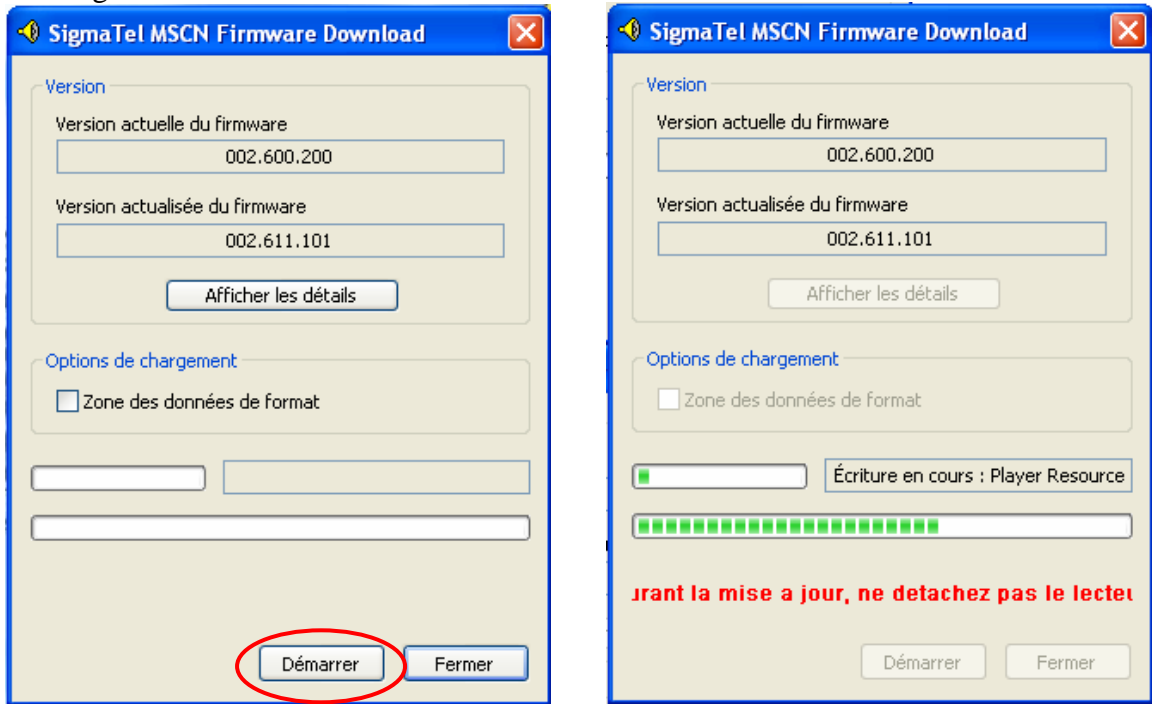 SigmaTel MSCN Firmware Download
Version
Version actuelle du firmware
002.600.200
Version actualisée du firmware
002.611.101
Afficher les détails
Options de chargement
Zone des données de format
Démarrer
Fermer
SigmaTel MSCN Firmware Download
Version
Version actuelle du firmware
002.600.200
Version actualisée du firmware
002.611.101
Afficher les détails
Options de chargement
Zone des données de format
Écriture en cours : Player Resource
urant la mise a jour, ne detachez pas le lecteu
Démarrer
Fermer